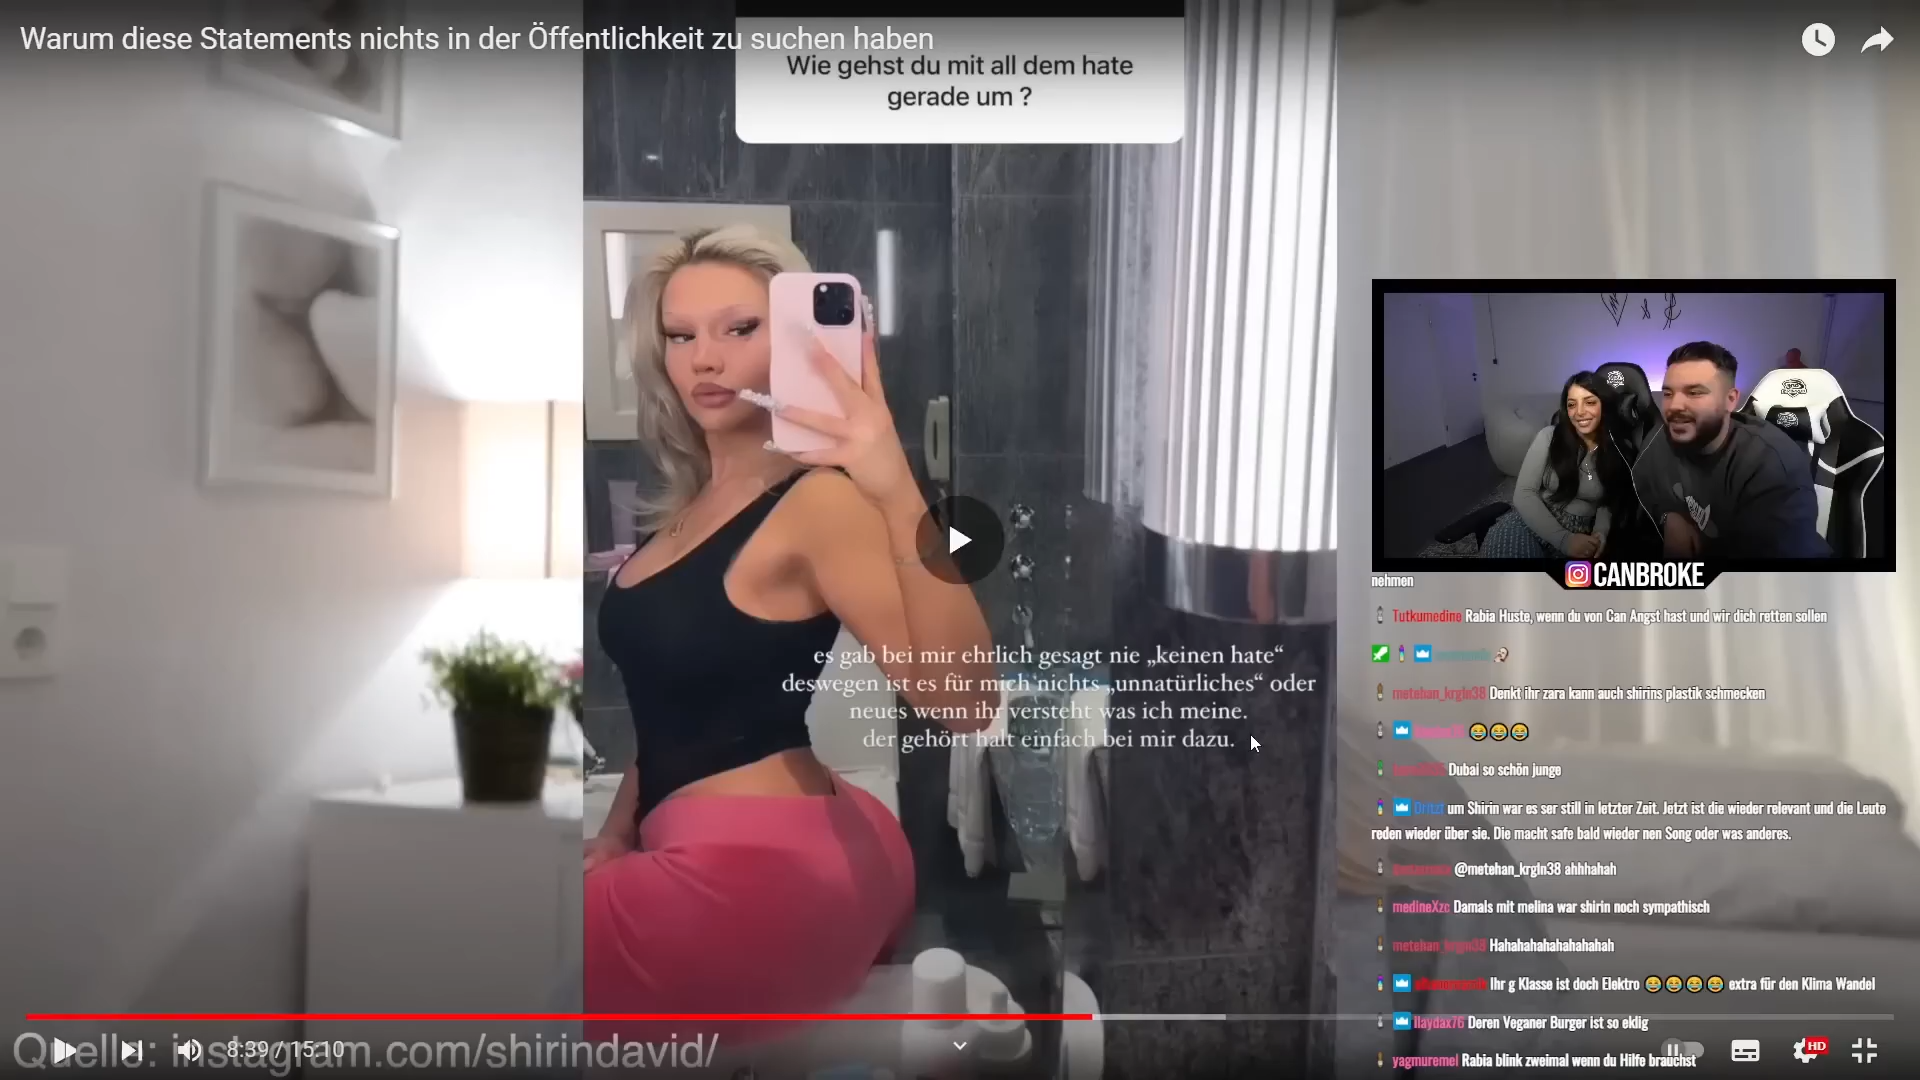 Warum diese Statements nichts in der Öffentlichkeit zu suchen haben
Wie gehst du mit all dem hate
gerade um ?
es gab bei mir ehrlich gesagt nie „keinen hate“
deswegen ist es für mich nichts „unnatürliches“ oder
neues wenn ihr versteht was ich meine.
der gehört halt einfach bei mir dazu.
CANBROKE
nehmen
Tutkumedine Rabia Huste, wenn du von Can Angst hast und wir dich retten sollen
metehan_krgln38 Denkt ihr zara kann auch shirins plastik schmecken
😂😂😂
Dubai so schön junge
Dritzt um Shirin war es ser still in letzter Zeit. Jetzt ist die wieder relevant und die Leute
reden wieder über sie. Die macht safe bald wieder nen Song oder was anderes.
@metehan_krgln38 ahhhahah
medineXzc Damals mit melina war shirin noch sympathisch
metehan_krgln38 Hahahahahahahahah
Ihr g Klasse ist doch Elektro 😂😂😂😂 extra für den Klima Wandel
ilaydax76 Deren Veganer Burger ist so eklig
yagmuremel Rabia blink zweimal wenn du Hilfe brauchst
Quelle: instagram.com/shirindavid/
8:39 / 15:10
HD